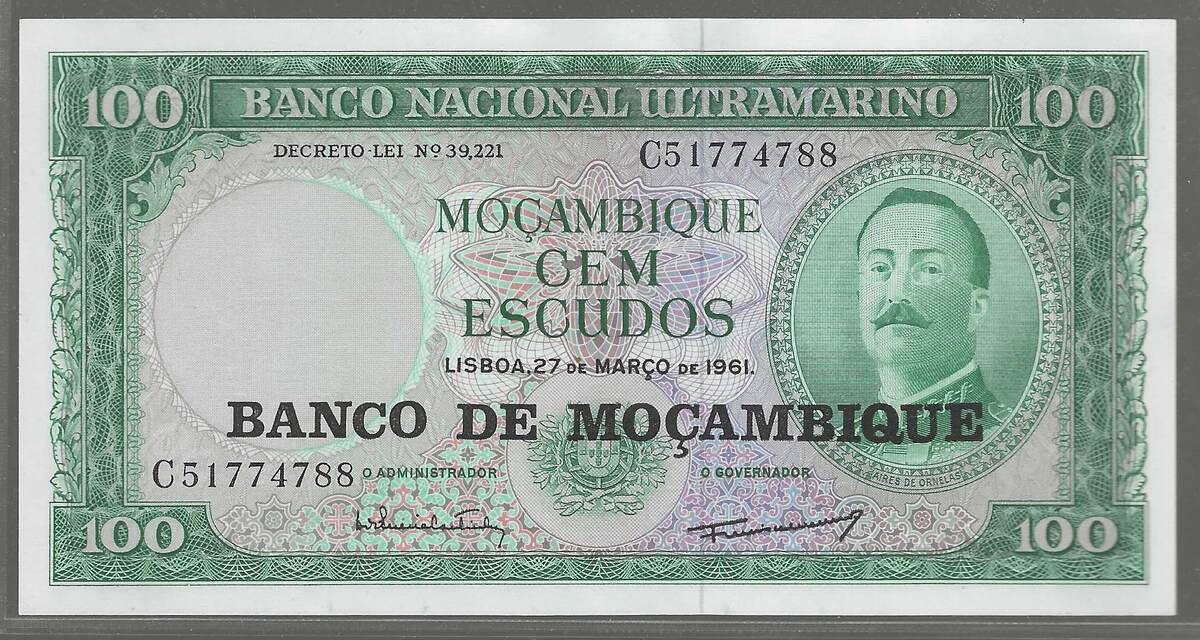 100 BANCO NACIONAL ULTRAMARINO 100
DECRETO-LEI Nº 39,221 C51774788
MOÇAMBIQUE
CEM
ESCUDOS
LISBOA, 27 DE MARÇO DE 1961.
BANCO DE MOÇAMBIQUE
C51774788 O ADMINISTRADOR O GOVERNADOR
AIRES DE ORNELAS
100 100